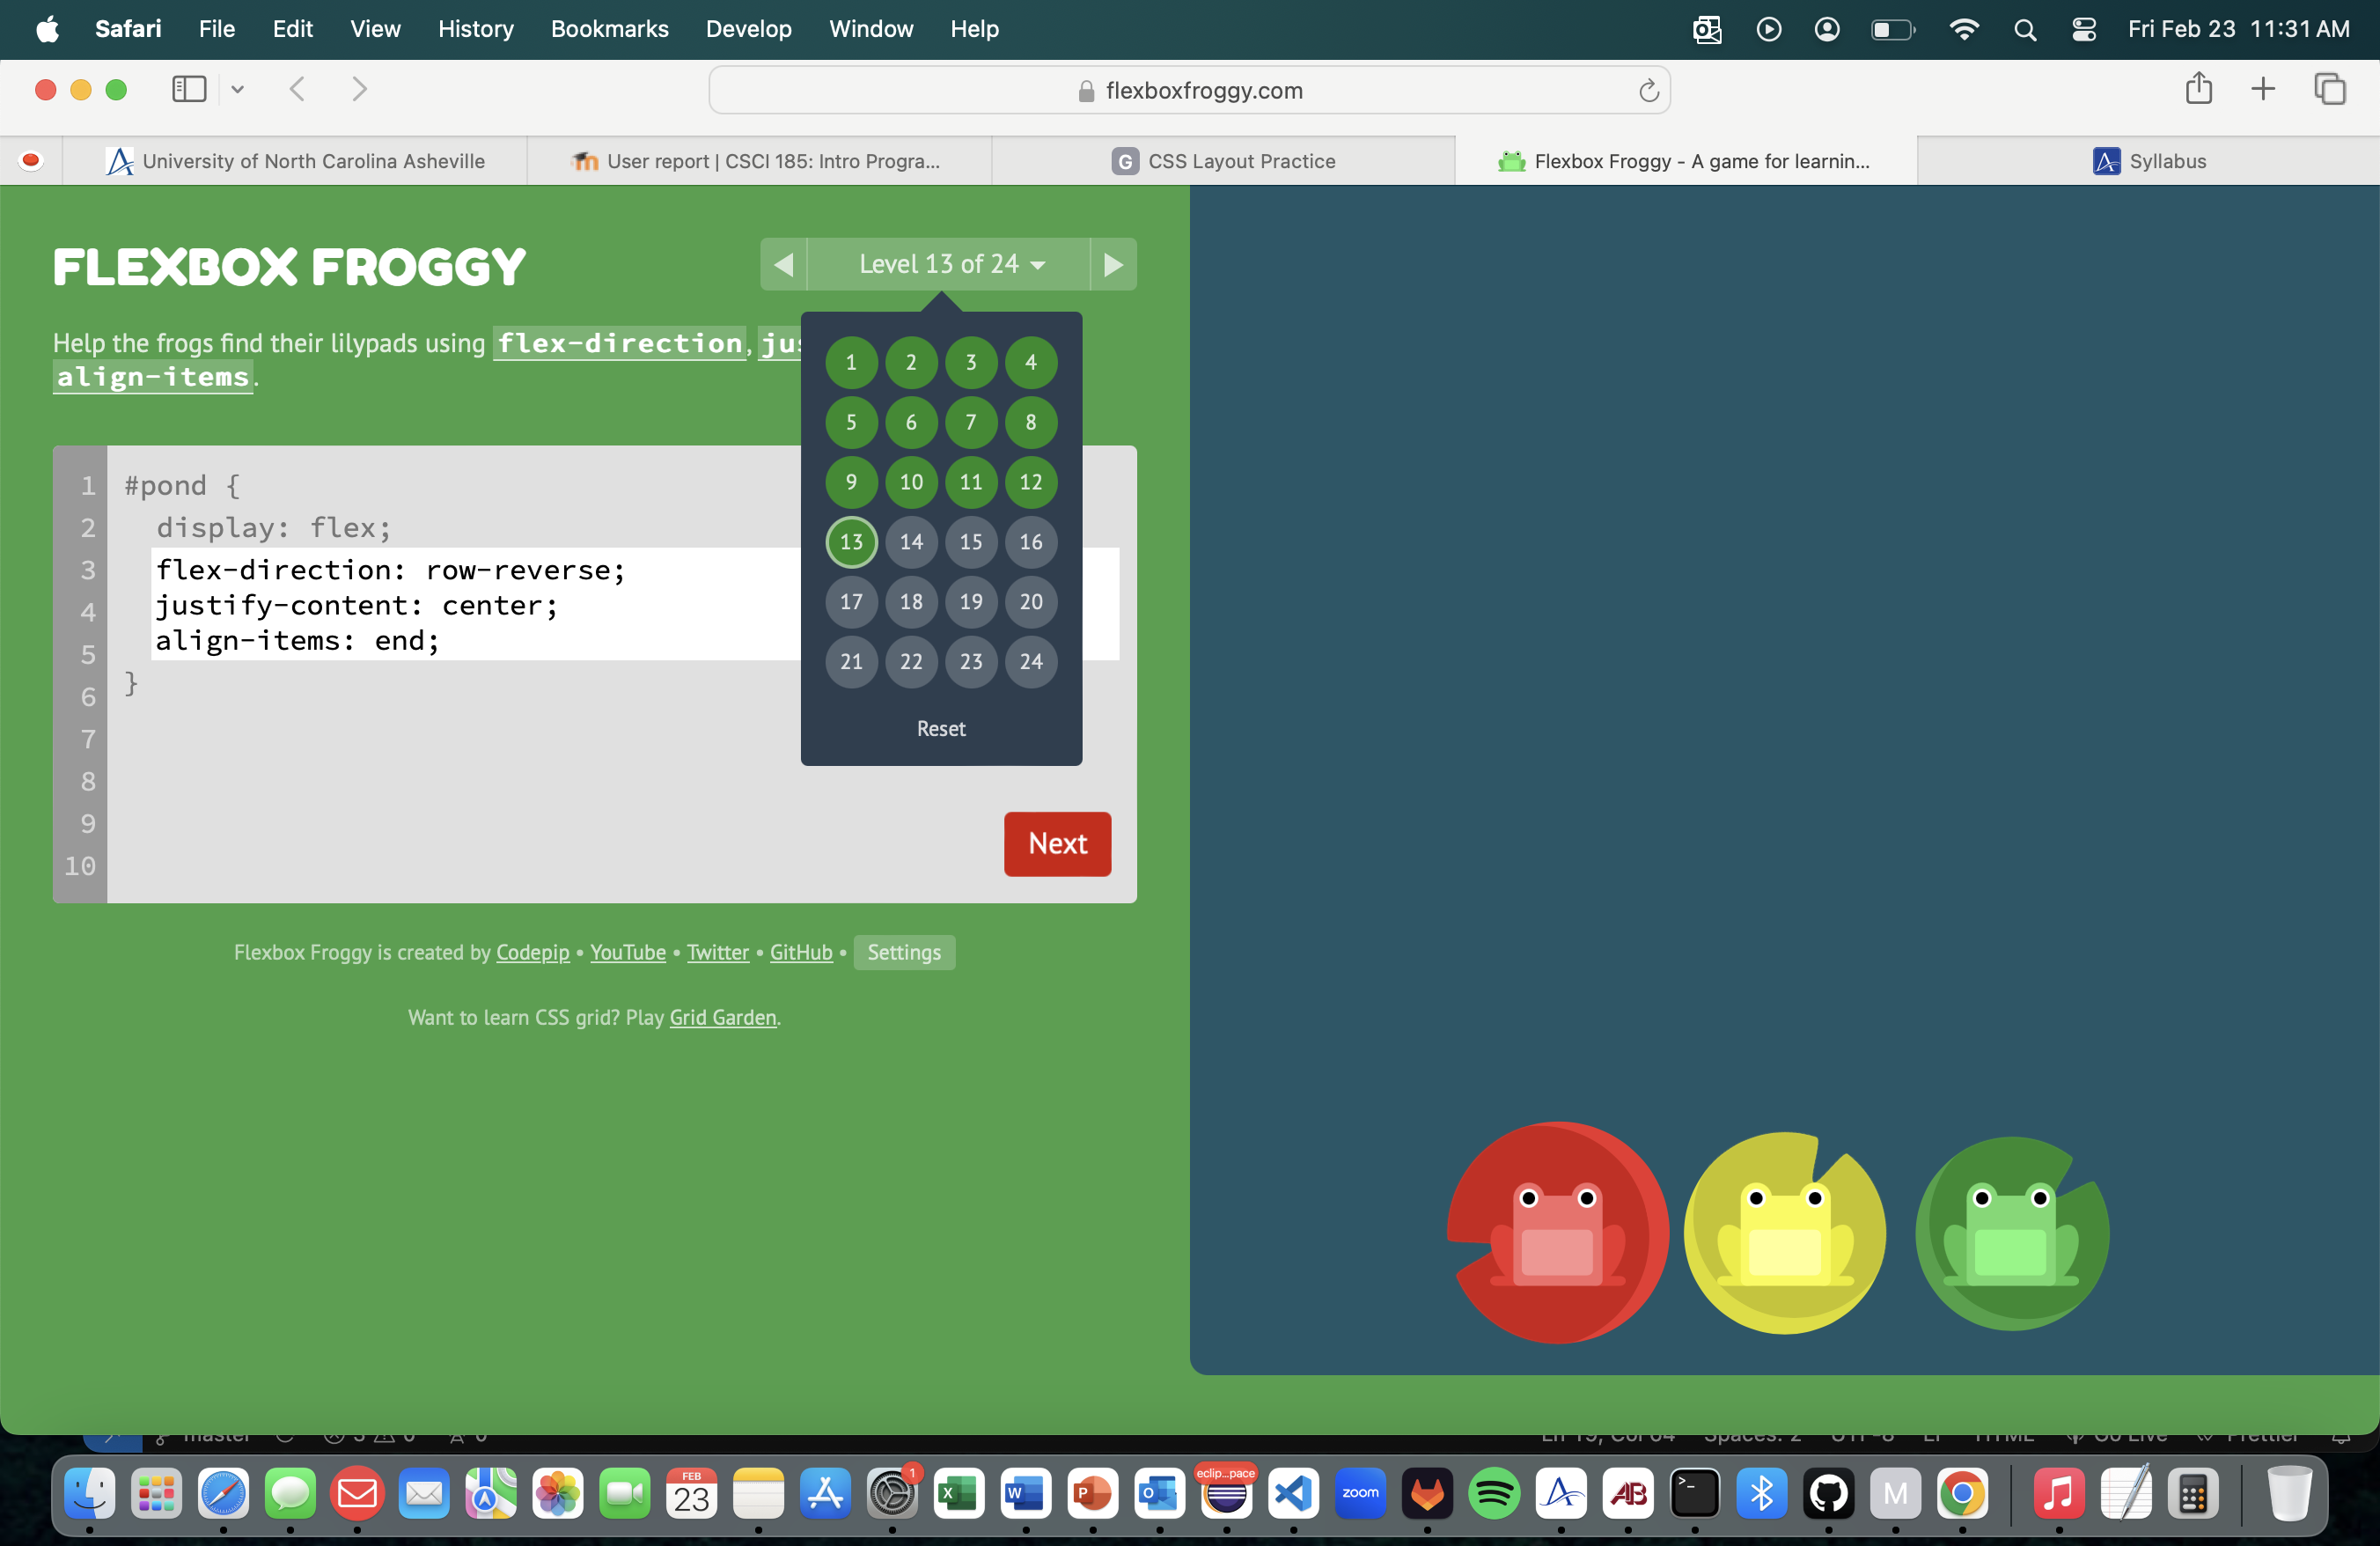 Safari File Edit View History Bookmarks Develop Window Help Fri Feb 23 11:31 AM
flexboxfroggy.com
University of North Carolina Asheville
User report | CSCI 185: Intro Progra...
G CSS Layout Practice
Flexbox Froggy - A game for learnin...
Syllabus
FLEXBOX FROGGY
Level 13 of 24
Help the frogs find their lilypads using flex-direction, ju
align-items.
1 2 3 4
5 6 7 8
9 10 11 12
13 14 15 16
17 18 19 20
21 22 23 24
Reset
1 #pond {
2 display: flex;
3 flex-direction: row-reverse;
4 justify-content: center;
5 align-items: end;
6 }
7
8
9
10
Next
Flexbox Froggy is created by Codepip • YouTube • Twitter • GitHub • Settings
Want to learn CSS grid? Play Grid Garden.
FEB
23
1
X
W
P
O
eclip...pace
zoom
AB
M